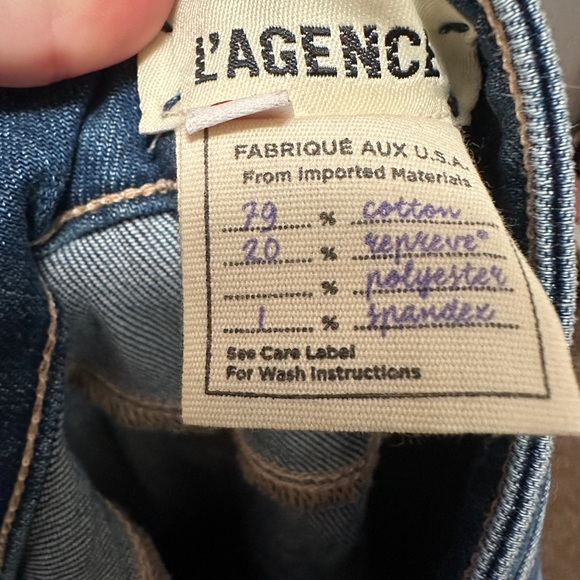 L'AGENCE
FABRIQUÉ AUX U.S.A.
From Imported Materials
79 % cotton
20 % repreve®
% polyester
1 % spandex
See Care Label
For Wash Instructions